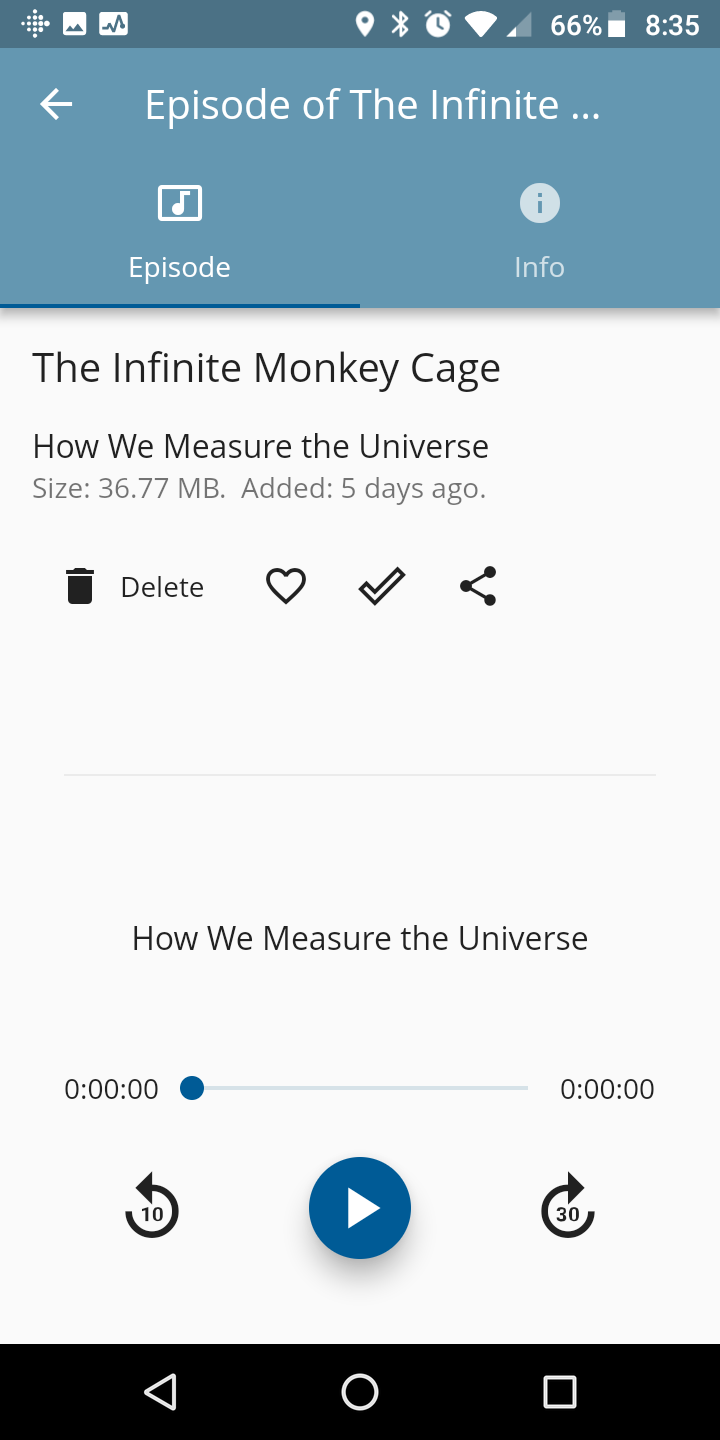 66% 8:35
Episode of The Infinite ...
Episode Info
The Infinite Monkey Cage
How We Measure the Universe
Size: 36.77 MB.  Added: 5 days ago.
Delete
How We Measure the Universe
0:00:00 0:00:00
10 30